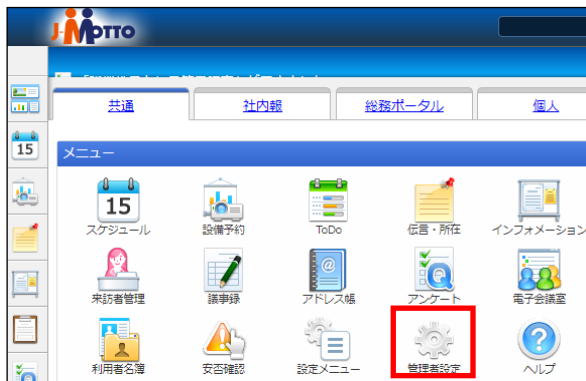 J-MOTTO
共通
社内報
総務ポータル
個人
15
メニュー
15
スケジュール
設備予約
ToDo
伝言・所在
インフォメーション
来訪者管理
議事録
アドレス帳
アンケート
電子会議室
利用者名簿
安否確認
設定メニュー
管理者設定
ヘルプ